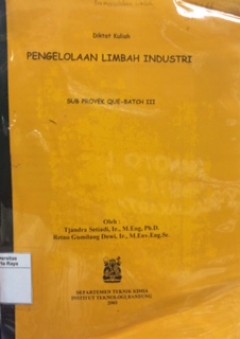 Diktat Kuliah
PENGELOLAAN LIMBAH INDUSTRI
SUB PROYEK QUE-BATCH III
Oleh :
Tjandra Setiadi, Ir., M.Eng, Ph.D.
Retno Gumilang Dewi, Ir., M.Env.Eng.Sc.
DEPARTEMEN TEKNIK KIMIA
INSTITUT TEKNOLOGI BANDUNG